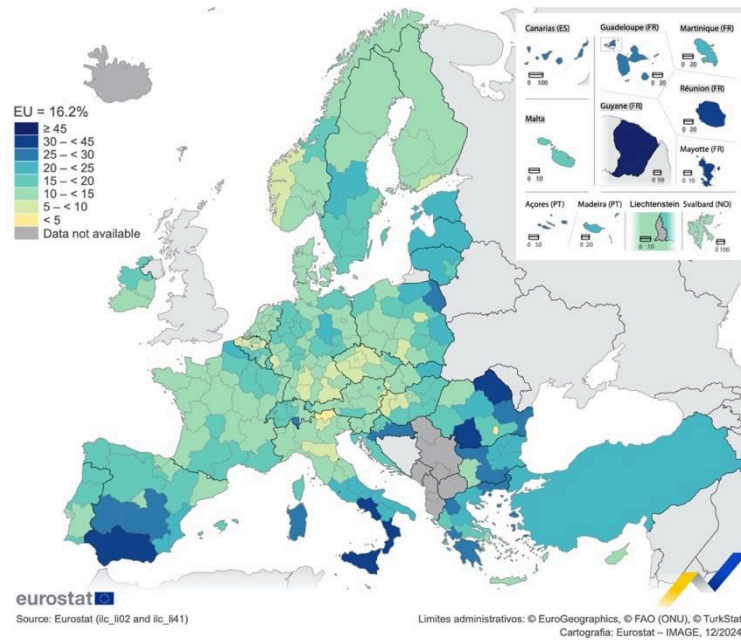 EU = 16.2%
≥ 45
30 – < 45
25 – < 30
20 – < 25
15 – < 20
10 – < 15
5 – < 10
< 5
Data not available
Canarias (ES)
0 100
Guadeloupe (FR)
0 20
Martinique (FR)
0 20
Malta
0 10
Guyane (FR)
0 50
Réunion (FR)
0 20
Mayotte (FR)
0 10
Açores (PT)
0 50
Madeira (PT)
0 20
Liechtenstein
0 10
Svalbard (NO)
0 100
eurostat
Source: Eurostat (ilc_li02 and ilc_li41)
Limites administrativos: © EuroGeographics, © FAO (ONU), © TurkStat
Cartografia: Eurostat – IMAGE, 12/2024